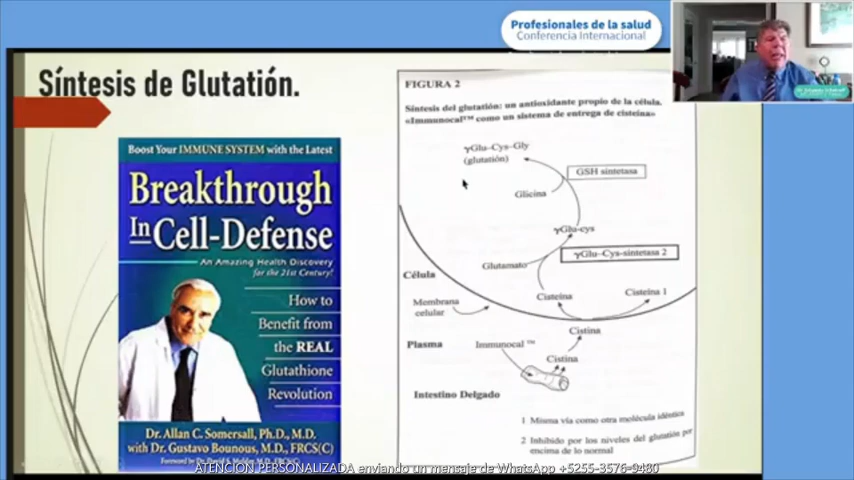 Profesionales de la salud
Conferencia Internacional
Síntesis de Glutatión.
Boost Your IMMUNE SYSTEM with the Latest
Breakthrough
In Cell-Defense
An Amazing Health Discovery
for the 21st Century!
How to
Benefit from
the REAL
Glutathione
Revolution
Dr. Allan C. Somersall, Ph.D., M.D.
with Dr. Gustavo Bounous, M.D., FRCS(C)
FIGURA 2
Síntesis del glutatión: un antioxidante propio de la célula.
«Immunocal™ como un sistema de entrega de cisteína»
γGlu–Cys–Gly
(glutatión)
GSH sintetasa
Glicina
γGlu-cys
γGlu–Cys-sintetasa 2
Glutamato
Célula
Cisteína
Cisteína 1
Membrana
celular
Cistina
Plasma
Immunocal ™
Cistina
Intestino Delgado
1 Misma vía como otra molécula idéntica
2 Inhibido por los niveles del glutatión por
encima de lo normal
ATENCION PERSONALIZADA enviando un mensaje de WhatsApp +5255-3576-9480